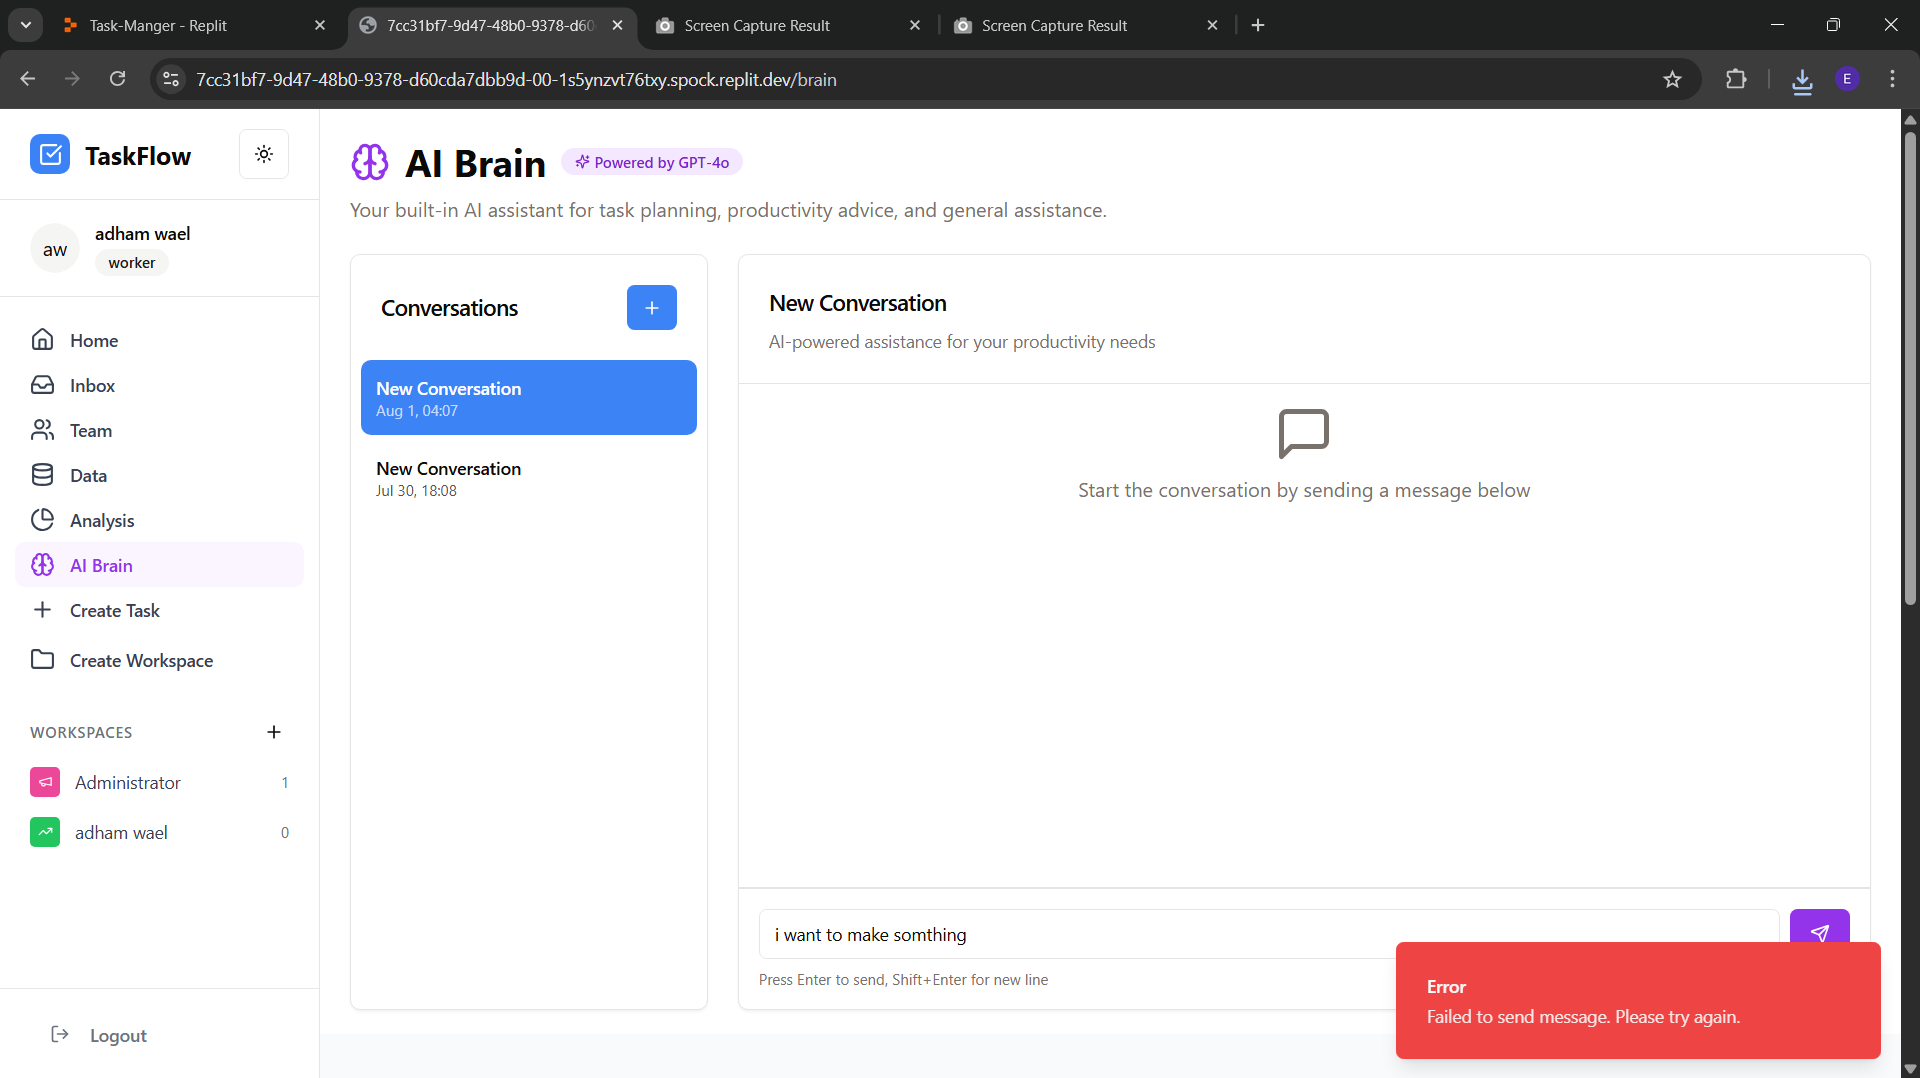 Task-Manger - Replit
7cc31bf7-9d47-48b0-9378-d60
Screen Capture Result
Screen Capture Result
7cc31bf7-9d47-48b0-9378-d60cda7dbb9d-00-1s5ynzvt76txy.spock.replit.dev/brain
E
TaskFlow
aw
adham wael
worker
Home
Inbox
Team
Data
Analysis
AI Brain
Create Task
Create Workspace
WORKSPACES
Administrator 1
adham wael 0
Logout
AI Brain
Powered by GPT-4o
Your built-in AI assistant for task planning, productivity advice, and general assistance.
Conversations
New Conversation
Aug 1, 04:07
New Conversation
Jul 30, 18:08
New Conversation
AI-powered assistance for your productivity needs
Start the conversation by sending a message below
i want to make somthing
Press Enter to send, Shift+Enter for new line
Error
Failed to send message. Please try again.